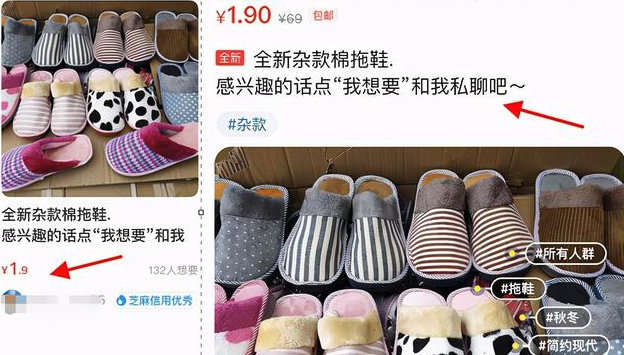 全新杂款棉拖鞋.
感兴趣的话点“我想要”和我
¥1.9
132人想要
5
芝麻信用优秀
¥1.90 ¥69 包邮
全新 全新杂款棉拖鞋.
感兴趣的话点“我想要”和我私聊吧～
#杂款
#所有人群
#拖鞋
#秋冬
#简约现代